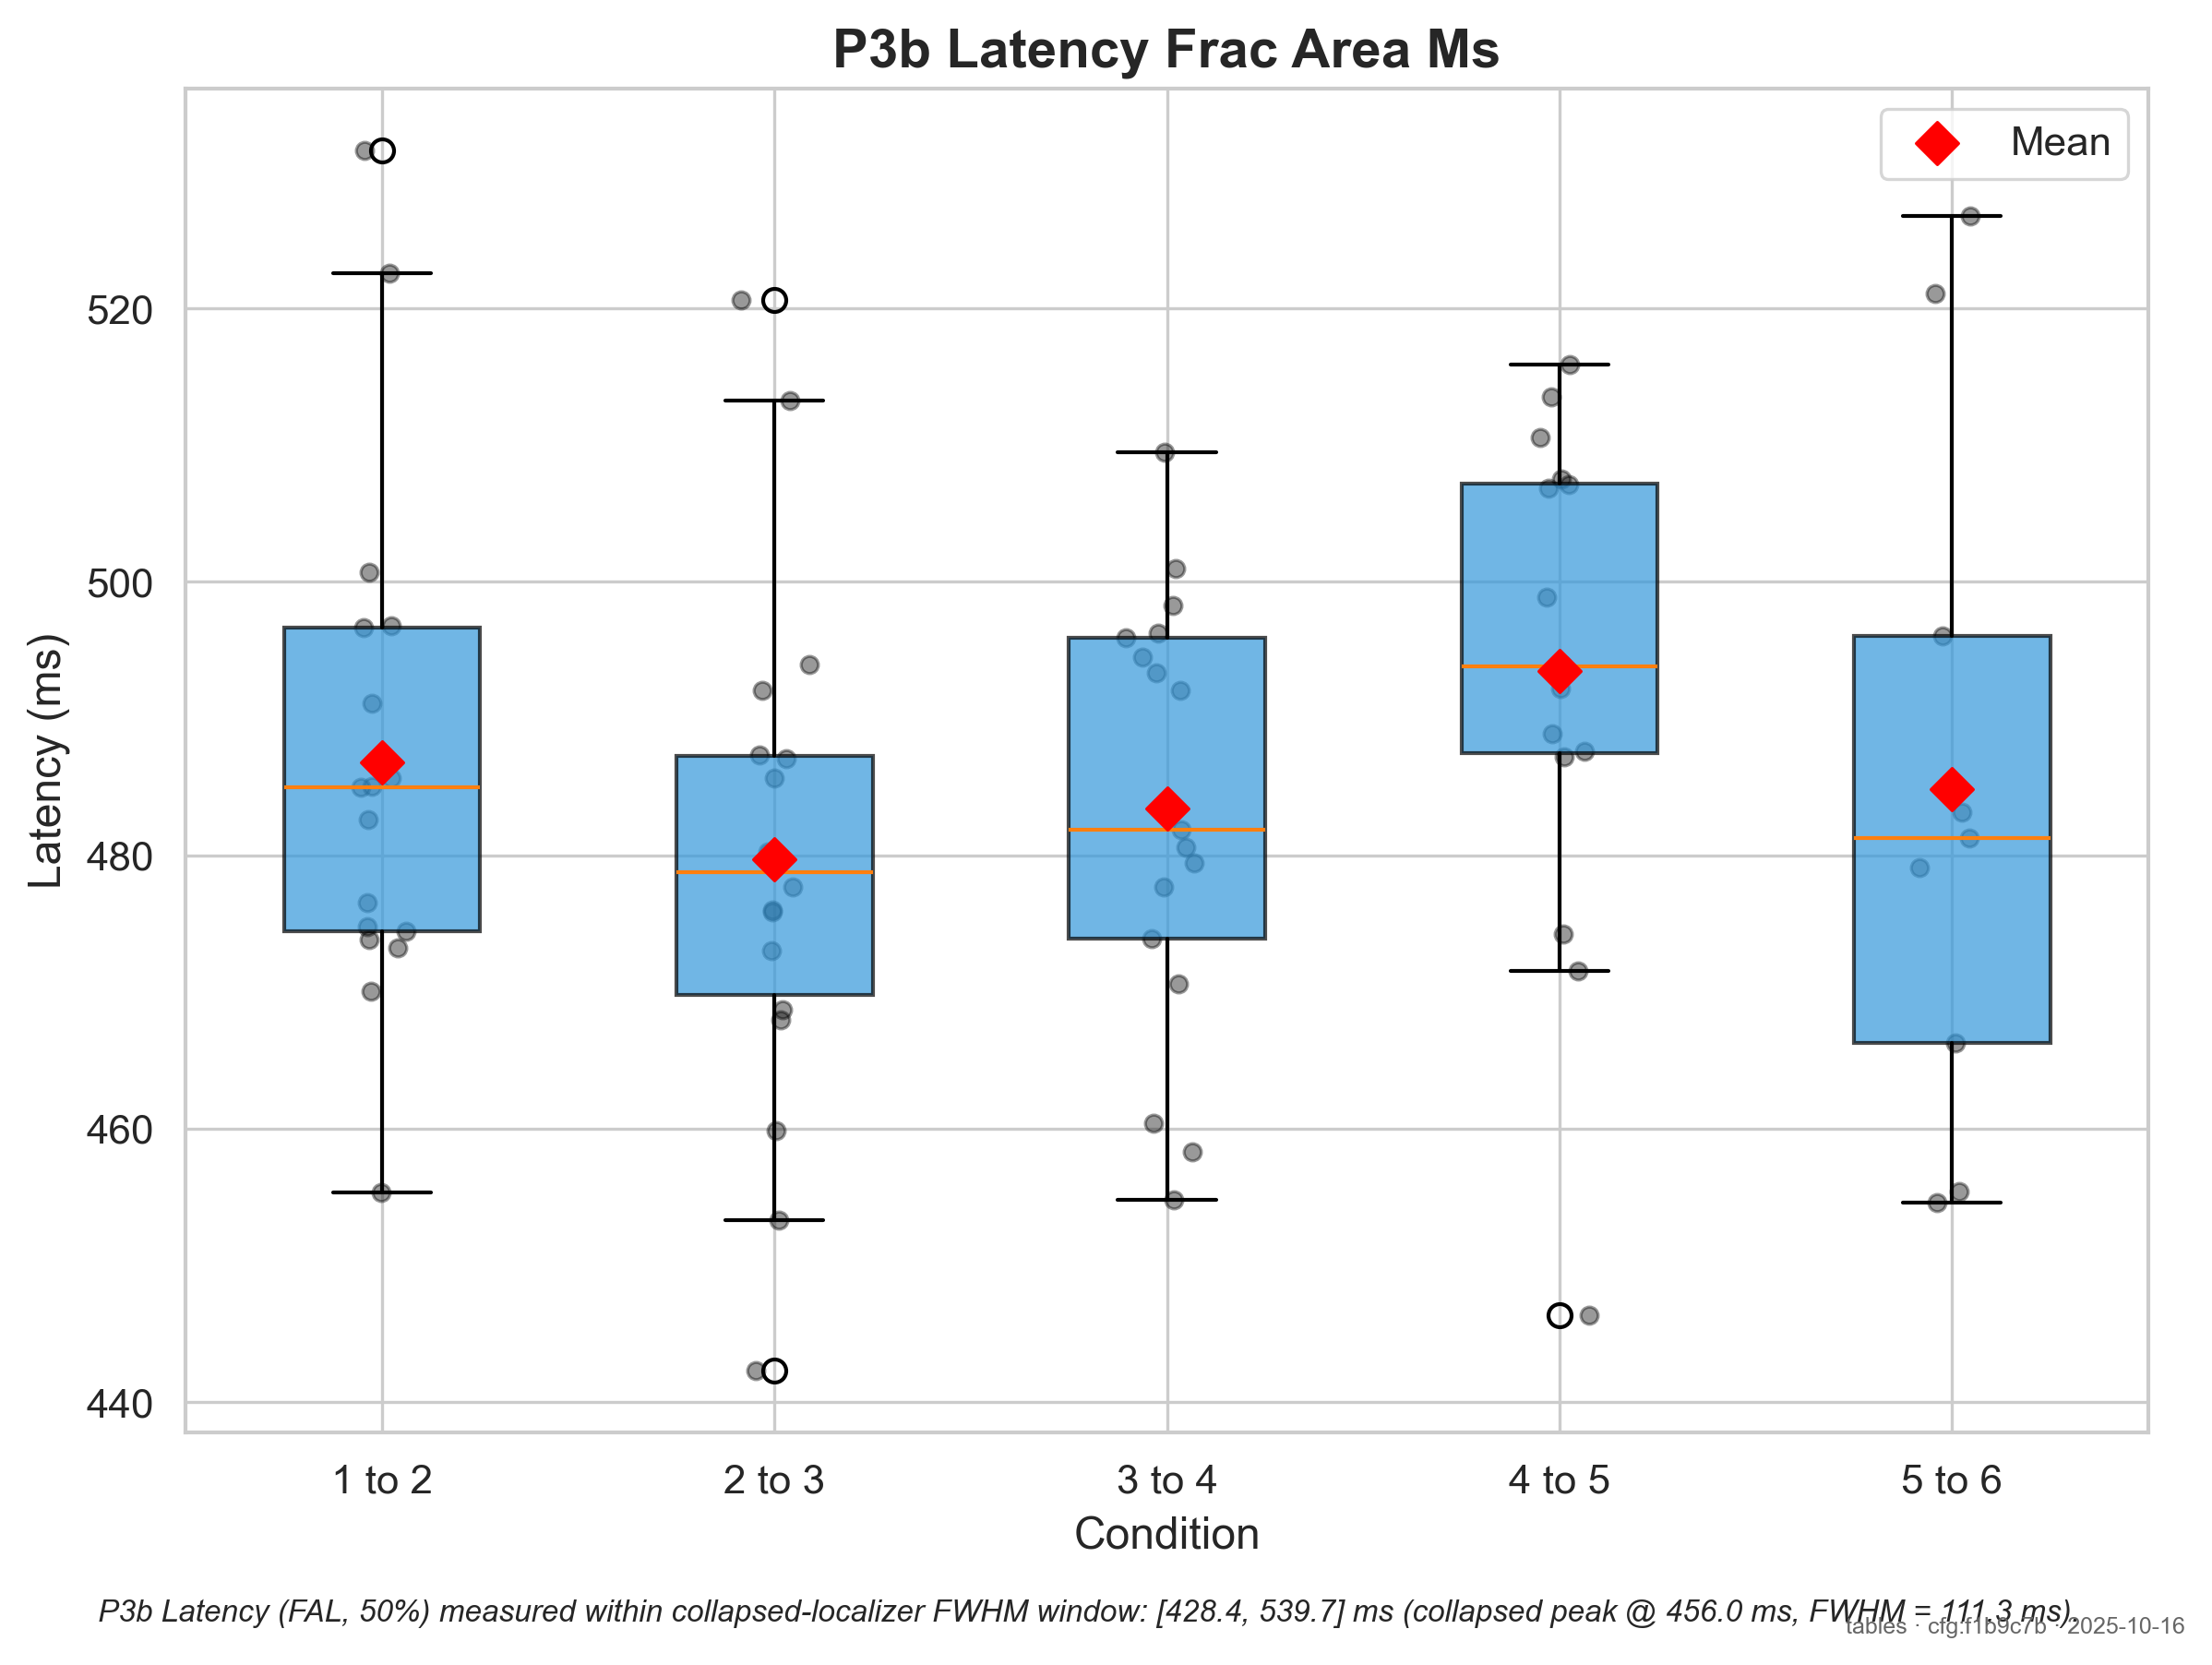 P3b Latency Frac Area Ms
Mean
520
500
480
460
440
Latency (ms)
1 to 2
2 to 3
3 to 4
4 to 5
5 to 6
Condition
P3b Latency (FAL, 50%) measured within collapsed-localizer FWHM window: [428.4, 539.7] ms (collapsed peak @ 456.0 ms, FWHM = 111.3 ms).
tables · cfg:f1b9c7b · 2025-10-16